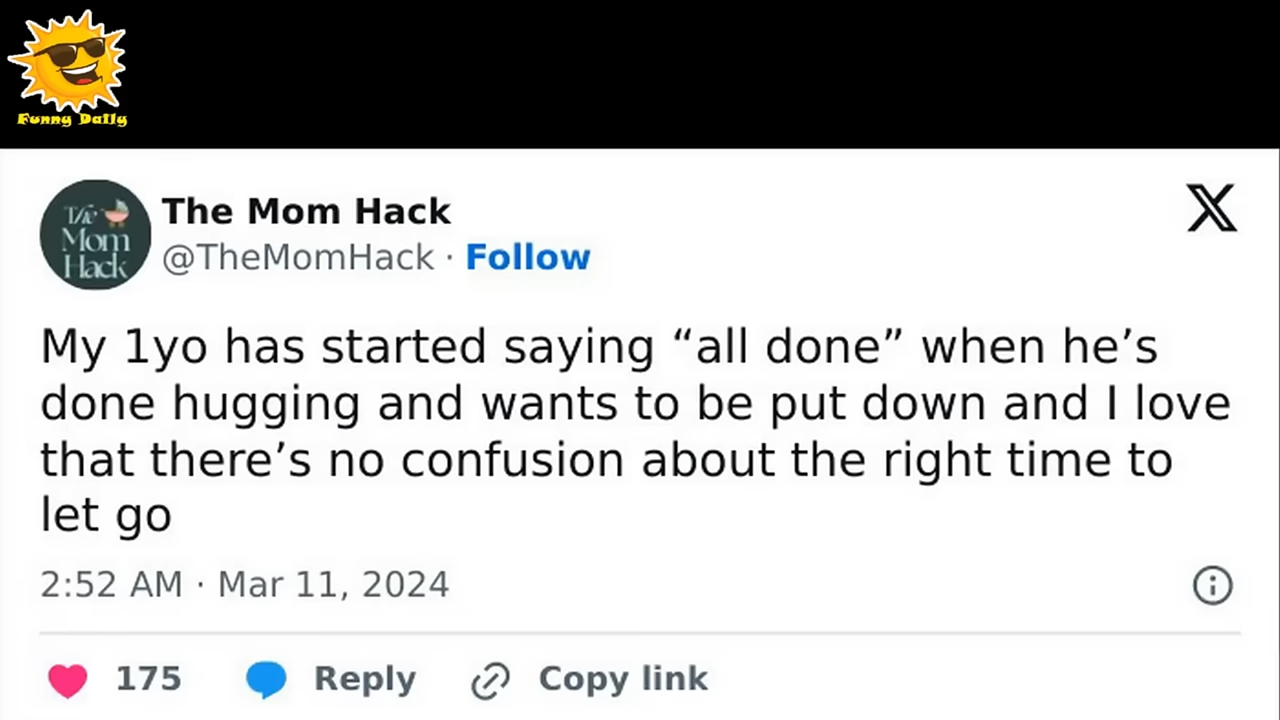 Funny Daily
The Mom Hack
The Mom Hack
@TheMomHack · Follow
My 1yo has started saying “all done” when he’s
done hugging and wants to be put down and I love
that there’s no confusion about the right time to
let go
2:52 AM · Mar 11, 2024
175 Reply Copy link